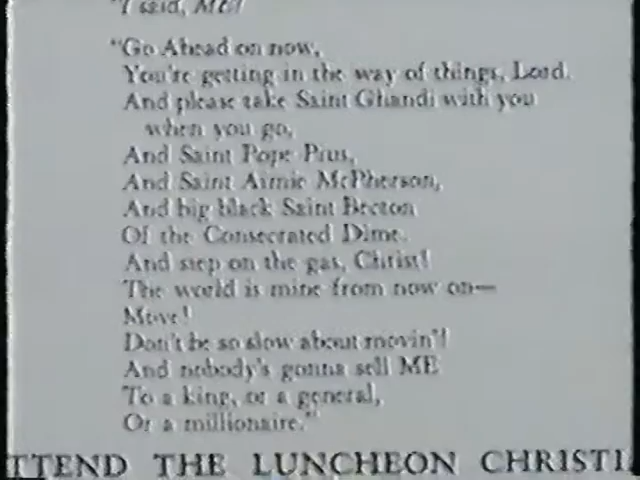 "I said, ME!
"Go Ahead on now,
You're getting in the way of things, Lord.
And please take Saint Ghandi with you
when you go,
And Saint Pope Pius,
And Saint Aimie McPherson,
And big black Saint Becton
Of the Consecrated Dime.
And step on the gas, Christ!
The world is mine from now on—
Move!
Don't be so slow about movin'!
And nobody's gonna sell ME
To a king, or a general,
Or a millionaire."
TTEND THE LUNCHEON CHRISTI